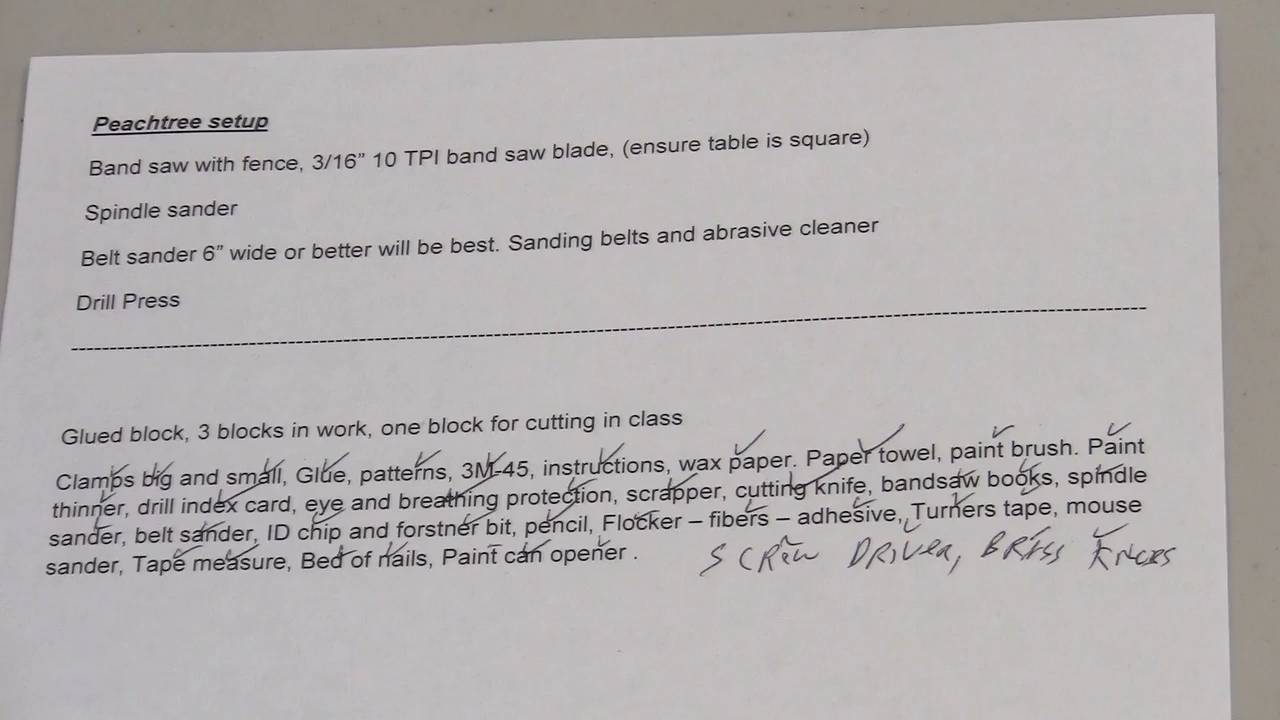 Peachtree setup
Band saw with fence, 3/16” 10 TPI band saw blade, (ensure table is square)
Spindle sander
Belt sander 6” wide or better will be best. Sanding belts and abrasive cleaner
Drill Press
Glued block, 3 blocks in work, one block for cutting in class
Clamps big and small, Glue, patterns, 3M-45, instructions, wax paper. Paper towel, paint brush. Paint
thinner, drill index card, eye and breathing protection, scrapper, cutting knife, bandsaw books, spindle
sander, belt sander, ID chip and forstner bit, pencil, Flocker – fibers – adhesive, Turners tape, mouse
sander, Tape measure, Bed of nails, Paint can opener . SCREW DRIVER, BRASS